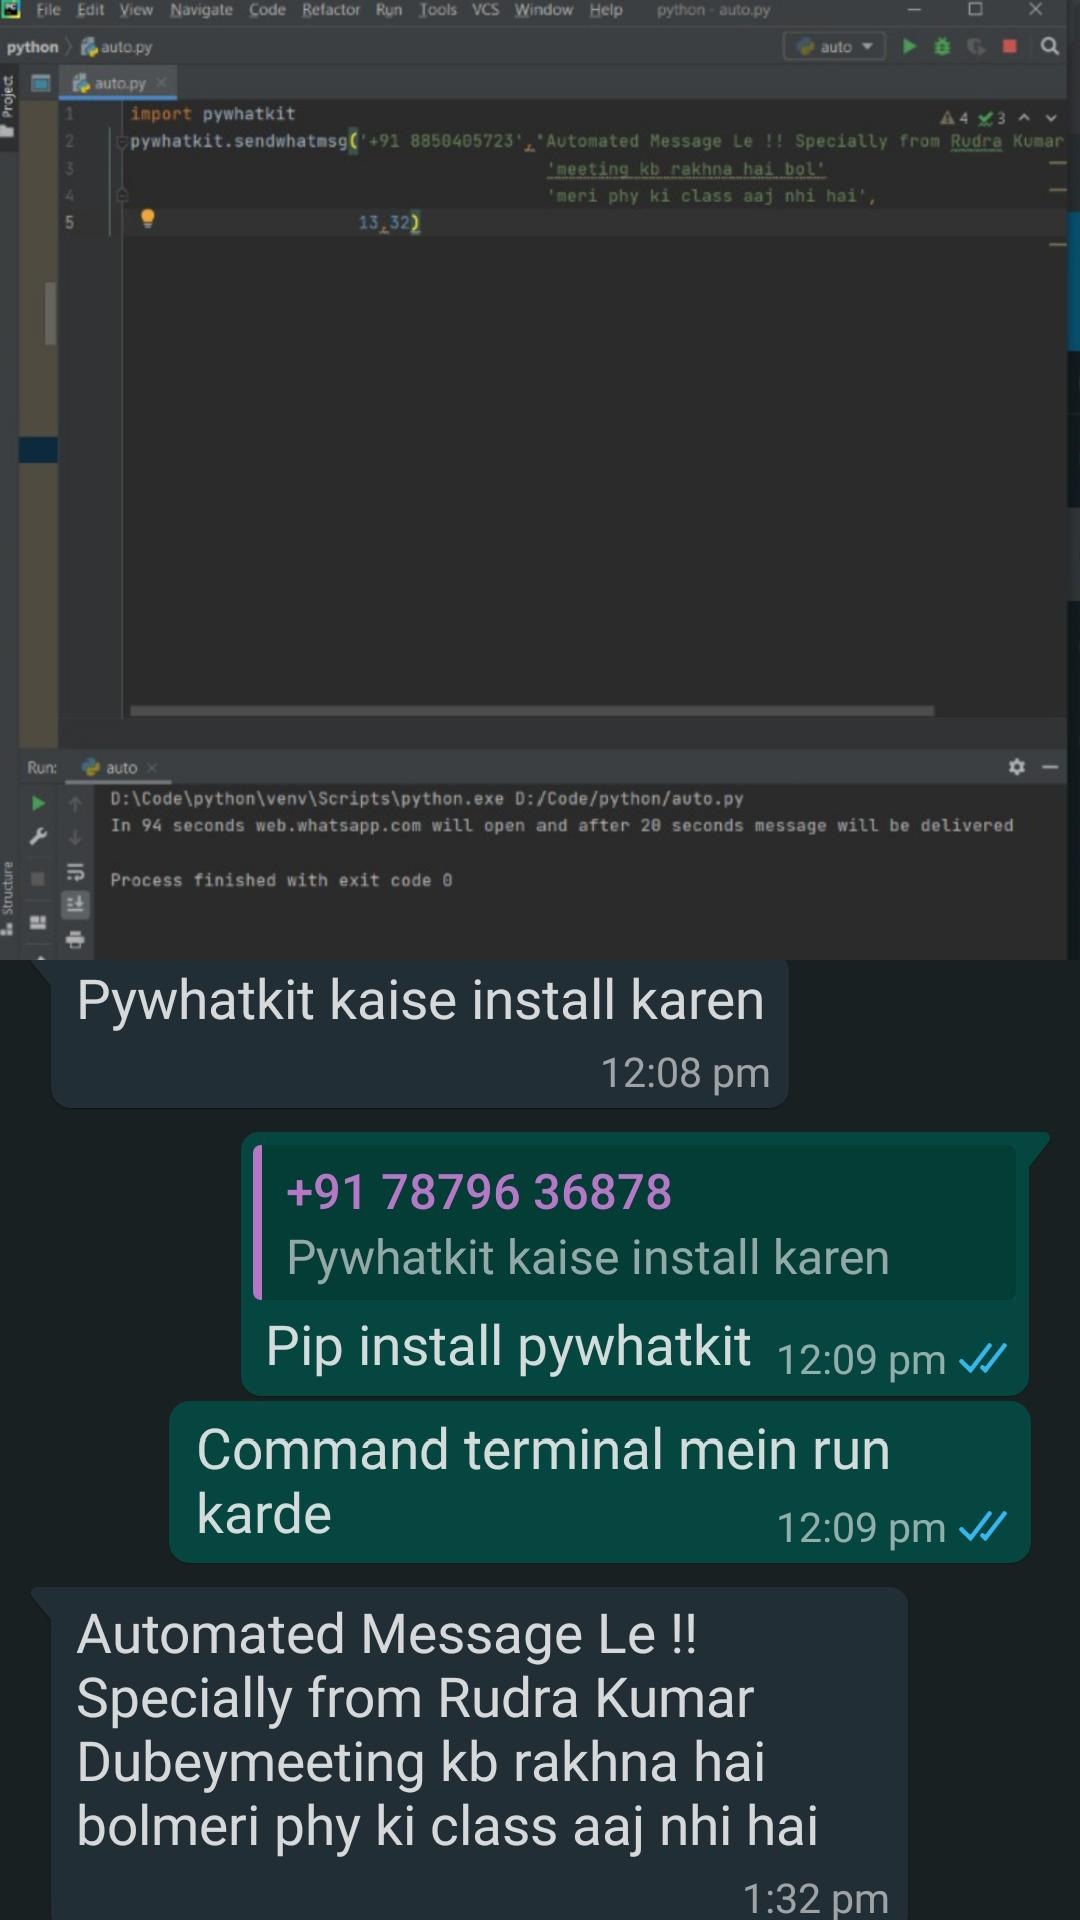 File Edit View Navigate Code Refactor Run Tools VCS Window Help python - auto.py
python auto.py auto
Project
auto.py
1 import pywhatkit
4 3
2 pywhatkit.sendwhatmsg('+91 8850405723','Automated Message Le !! Specially from Rudra Kumar
3 'meeting kb rakhna hai bol'
4 'meri phy ki class aaj nhi hai',
5 13,32)
Run: auto
D:\Code\python\venv\Scripts\python.exe D:/Code/python/auto.py
In 94 seconds web.whatsapp.com will open and after 20 seconds message will be delivered
Process finished with exit code 0
Structure
Pywhatkit kaise install karen
12:08 pm
+91 78796 36878
Pywhatkit kaise install karen
Pip install pywhatkit 12:09 pm
Command terminal mein run
karde 12:09 pm
Automated Message Le !!
Specially from Rudra Kumar
Dubeymeeting kb rakhna hai
bolmeri phy ki class aaj nhi hai
1:32 pm